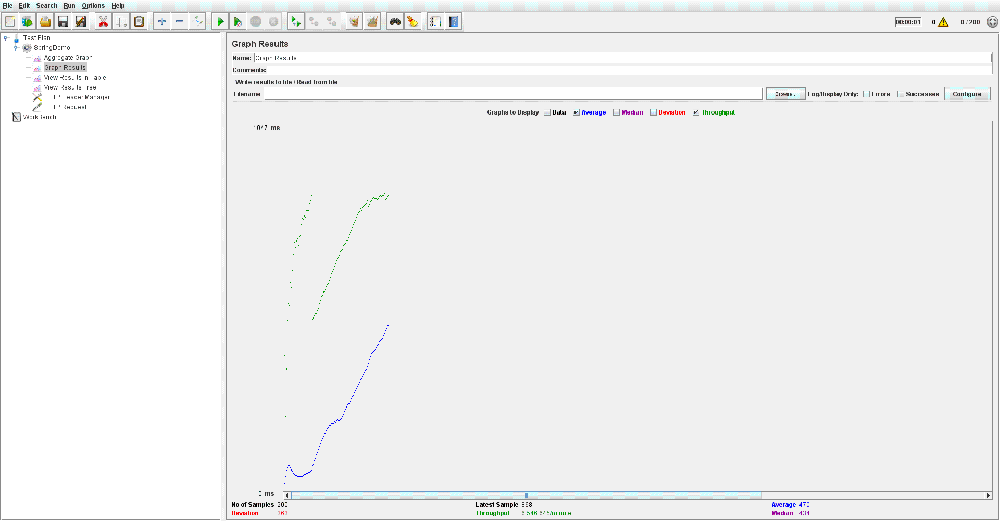 File Edit Search Run Options Help
00:00:01 0 0 / 200
Test Plan
SpringDemo
Aggregate Graph
Graph Results
View Results in Table
View Results Tree
HTTP Header Manager
HTTP Request
WorkBench
Graph Results
Name: Graph Results
Comments:
Write results to file / Read from file
Filename Browse... Log/Display Only: Errors Successes Configure
Graphs to Display Data Average Median Deviation Throughput
1047 ms
0 ms
No of Samples 200 Latest Sample 868 Average 470
Deviation 363 Throughput 6,546.645/minute Median 434